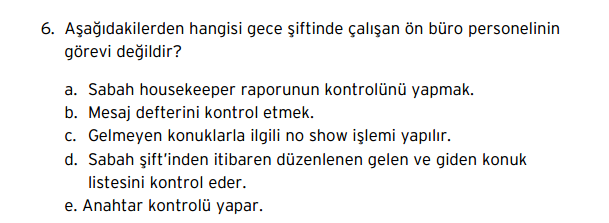 6. Aşağıdakilerden hangisi gece şiftinde çalışan ön büro personelinin
görevi değildir?
a. Sabah housekeeper raporunun kontrolünü yapmak.
b. Mesaj defterini kontrol etmek.
c. Gelmeyen konuklarla ilgili no show işlemi yapılır.
d. Sabah şift’inden itibaren düzenlenen gelen ve giden konuk
listesini kontrol eder.
e. Anahtar kontrolü yapar.